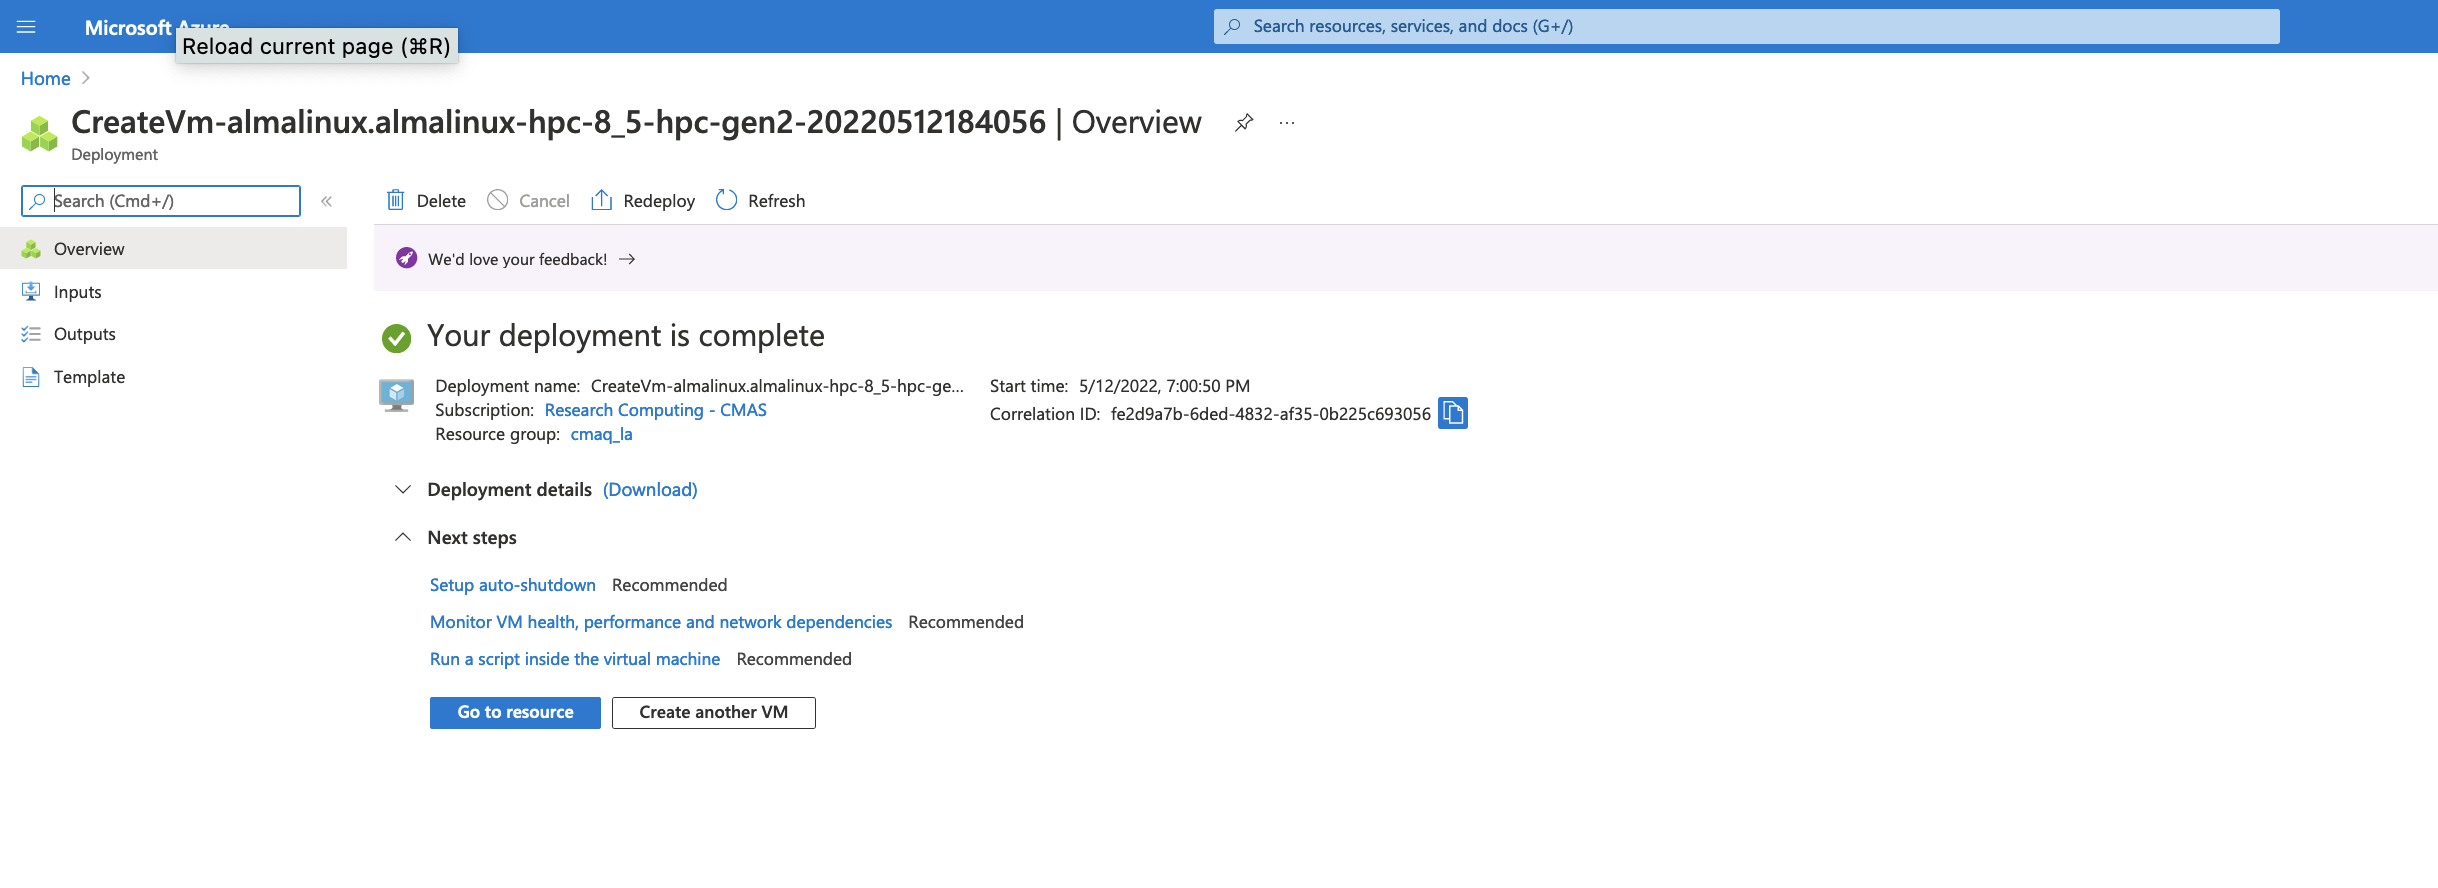 Microsoft Azure
Search resources, services, and docs (G+/)
Reload current page (⌘R)
Home
CreateVm-almalinux.almalinux-hpc-8_5-hpc-gen2-20220512184056 | Overview
...
Deployment
Search (Cmd+/)
«
Delete
Cancel
Redeploy
Refresh
Overview
Inputs
Outputs
Template
We'd love your feedback! →
Your deployment is complete
Deployment name: CreateVm-almalinux.almalinux-hpc-8_5-hpc-ge...
Subscription: Research Computing - CMAS
Resource group: cmaq_la
Start time: 5/12/2022, 7:00:50 PM
Correlation ID: fe2d9a7b-6ded-4832-af35-0b225c693056
Deployment details (Download)
Next steps
Setup auto-shutdown Recommended
Monitor VM health, performance and network dependencies Recommended
Run a script inside the virtual machine Recommended
Go to resource
Create another VM